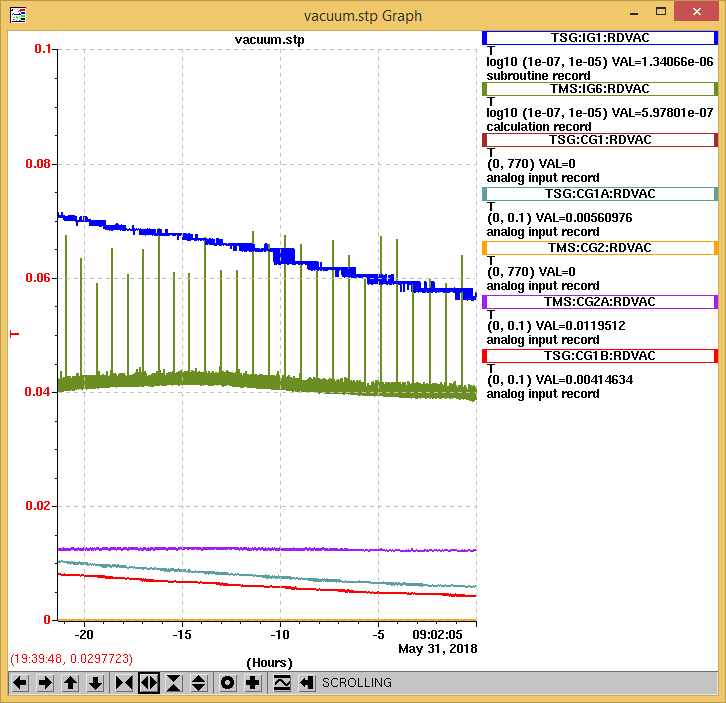 vacuum.stp Graph
vacuum.stp
0.1
0.08
0.06
T
0.04
0.02
0
-20
-15
-10
-5
09:02:05
May 31, 2018
(Hours)
(19:39:48, 0.0297723)
TSG:IG1:RDVAC
T
log10 (1e-07, 1e-05) VAL=1.34066e-06
subroutine record
TMS:IG6:RDVAC
T
log10 (1e-07, 1e-05) VAL=5.97801e-07
calculation record
TSG:CG1:RDVAC
T
(0, 770) VAL=0
analog input record
TSG:CG1A:RDVAC
T
(0, 0.1) VAL=0.00560976
analog input record
TMS:CG2:RDVAC
T
(0, 770) VAL=0
analog input record
TMS:CG2A:RDVAC
T
(0, 0.1) VAL=0.0119512
analog input record
TSG:CG1B:RDVAC
T
(0, 0.1) VAL=0.00414634
analog input record
SCROLLING